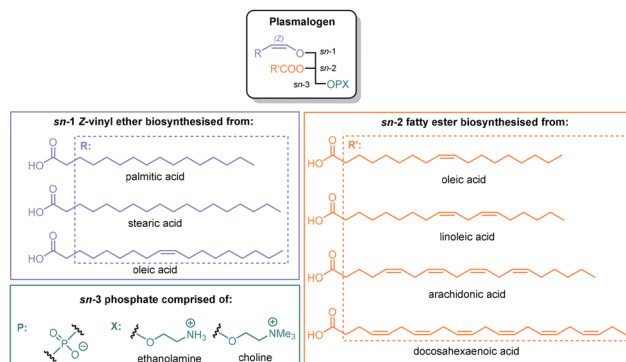 Plasmalogen
(Z)
R
O
sn-1
R'COO
sn-2
sn-3
OPX
sn-1 Z-vinyl ether biosynthesised from:
R:
O
HO
palmitic acid
O
HO
stearic acid
O
HO
oleic acid
sn-2 fatty ester biosynthesised from:
R':
O
HO
oleic acid
O
HO
linoleic acid
O
HO
arachidonic acid
O
HO
docosahexaenoic acid
sn-3 phosphate comprised of:
P:
O
P
O
⊖
X:
O
⊕
NH3
ethanolamine
O
⊕
NMe3
choline